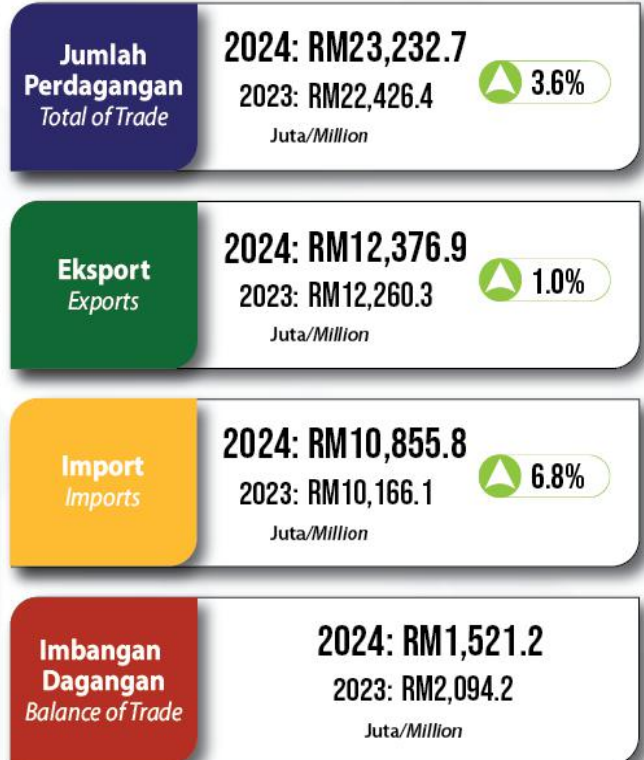 Jumlah
Perdagangan
Total of Trade
2024: RM23,232.7
2023: RM22,426.4
Juta/Million
3.6%
Eksport
Exports
2024: RM12,376.9
2023: RM12,260.3
Juta/Million
1.0%
Import
Imports
2024: RM10,855.8
2023: RM10,166.1
Juta/Million
6.8%
Imbangan
Dagangan
Balance of Trade
2024: RM1,521.2
2023: RM2,094.2
Juta/Million